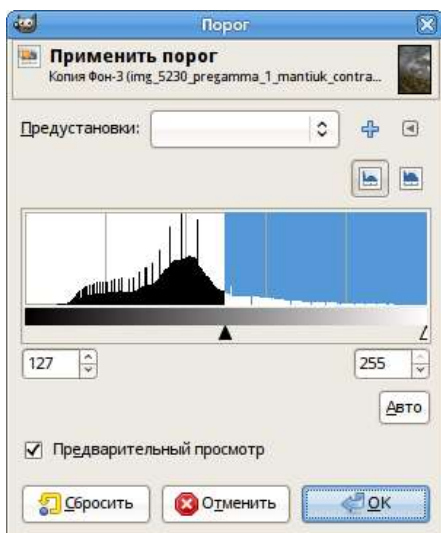 Порог
Применить порог
Копия Фон-3 (img_5230_pregamma_1_mantiuk_contra...
Предустановки:
127
255
Авто
Предварительный просмотр
Сбросить
Отменить
OK